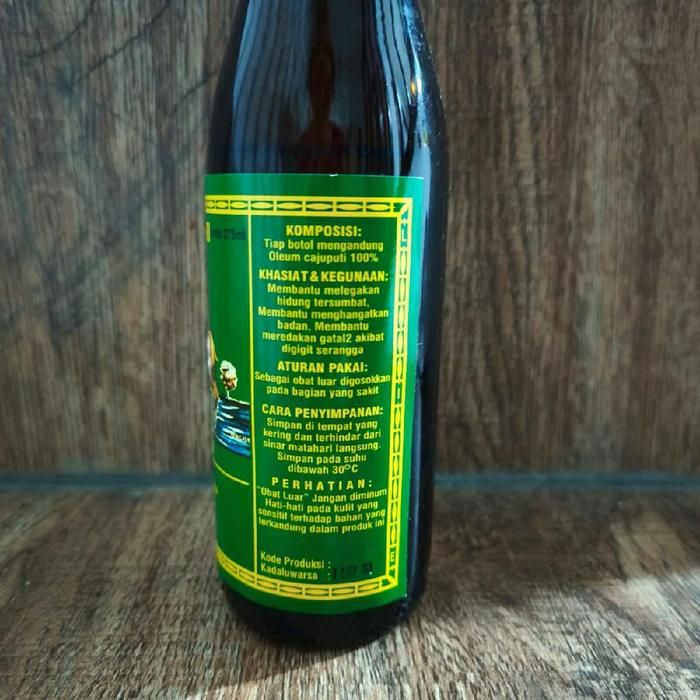 375ml
KOMPOSISI:
Tiap botol mengandung
Oleum cajuputi 100%
KHASIAT & KEGUNAAN:
Membantu melegakan
hidung tersumbat,
Membantu menghangatkan
badan, Membantu
meredakan gatal2 akibat
digigit serangga
ATURAN PAKAI:
Sebagai obat luar digosokkan
pada bagian yang sakit
CARA PENYIMPANAN:
Simpan di tempat yang
kering dan terhindar dari
sinar matahari langsung.
Simpan pada suhu
dibawah 30°C
PERHATIAN:
"Obat Luar" Jangan diminum
Hati-hati pada kulit yang
sensitif terhadap bahan yang
terkandung dalam produk ini
Kode Produksi :
Kadaluwarsa :